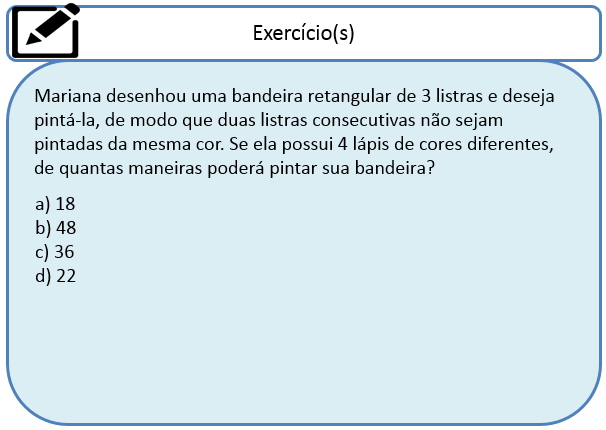 Exercício(s)
Mariana desenhou uma bandeira retangular de 3 listras e deseja
pintá-la, de modo que duas listras consecutivas não sejam
pintadas da mesma cor. Se ela possui 4 lápis de cores diferentes,
de quantas maneiras poderá pintar sua bandeira?
a) 18
b) 48
c) 36
d) 22